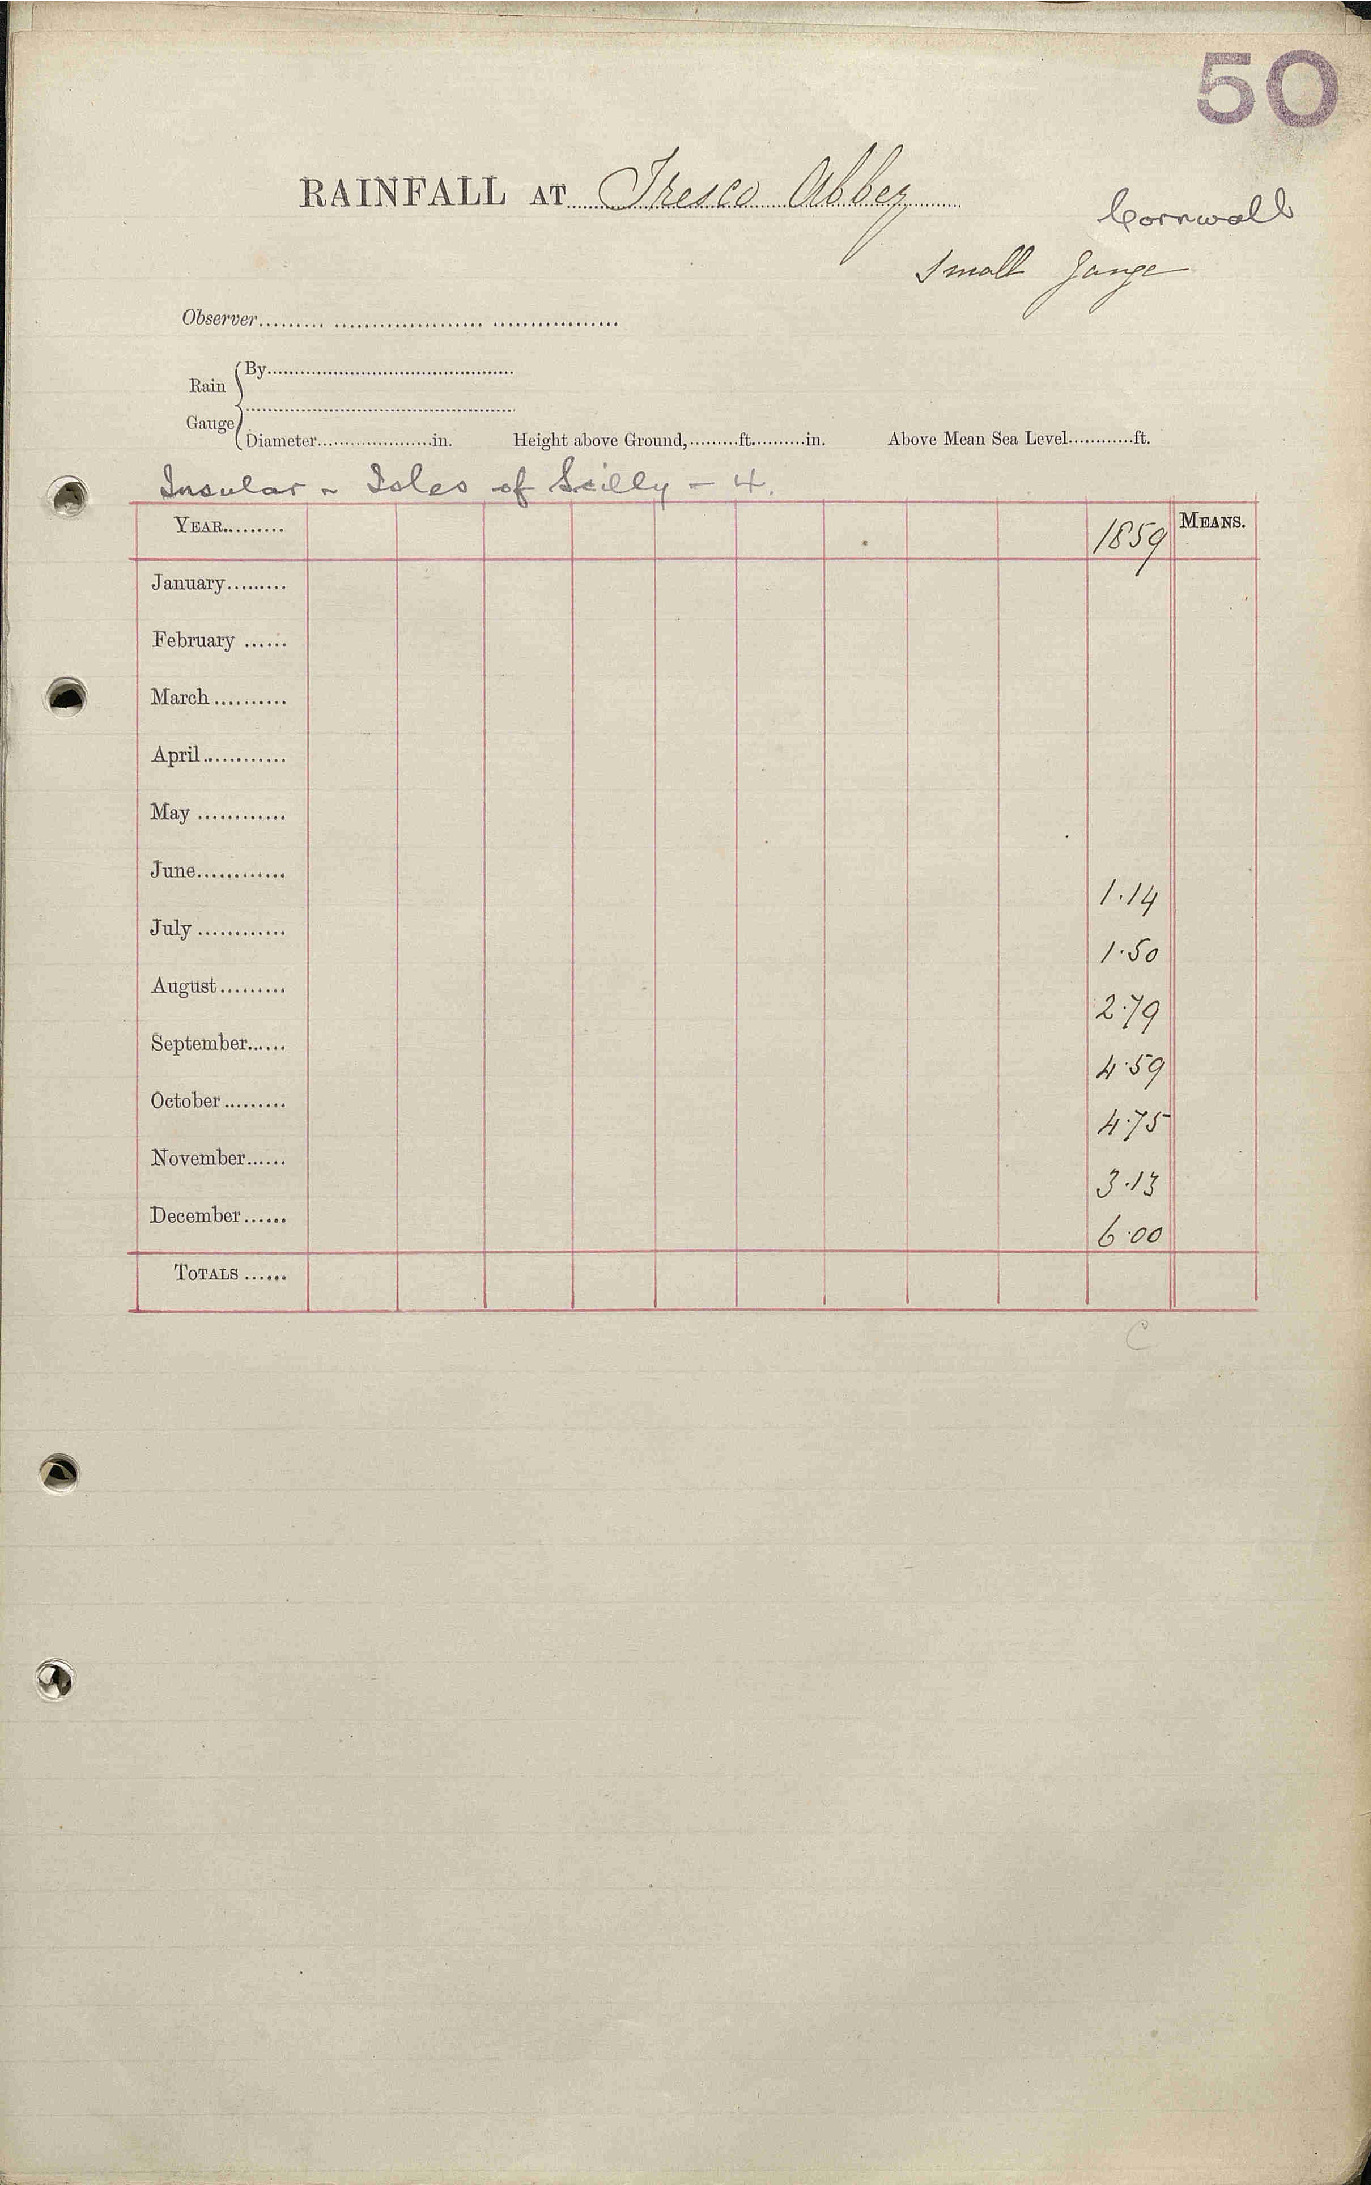 50
RAINFALL AT Tresco Abbey
Cornwall
Small Gauge
Observer
Rain Gauge
By
Diameter in. Height above Ground, ft. in. Above Mean Sea Level ft.
Insular - Isles of Scilly - 4.
YEAR 1859 MEANS.
January
February
March
April
May
June 1.14
July 1.50
August 2.79
September 4.59
October 4.75
November 3.13
December 6.00
TOTALS
C